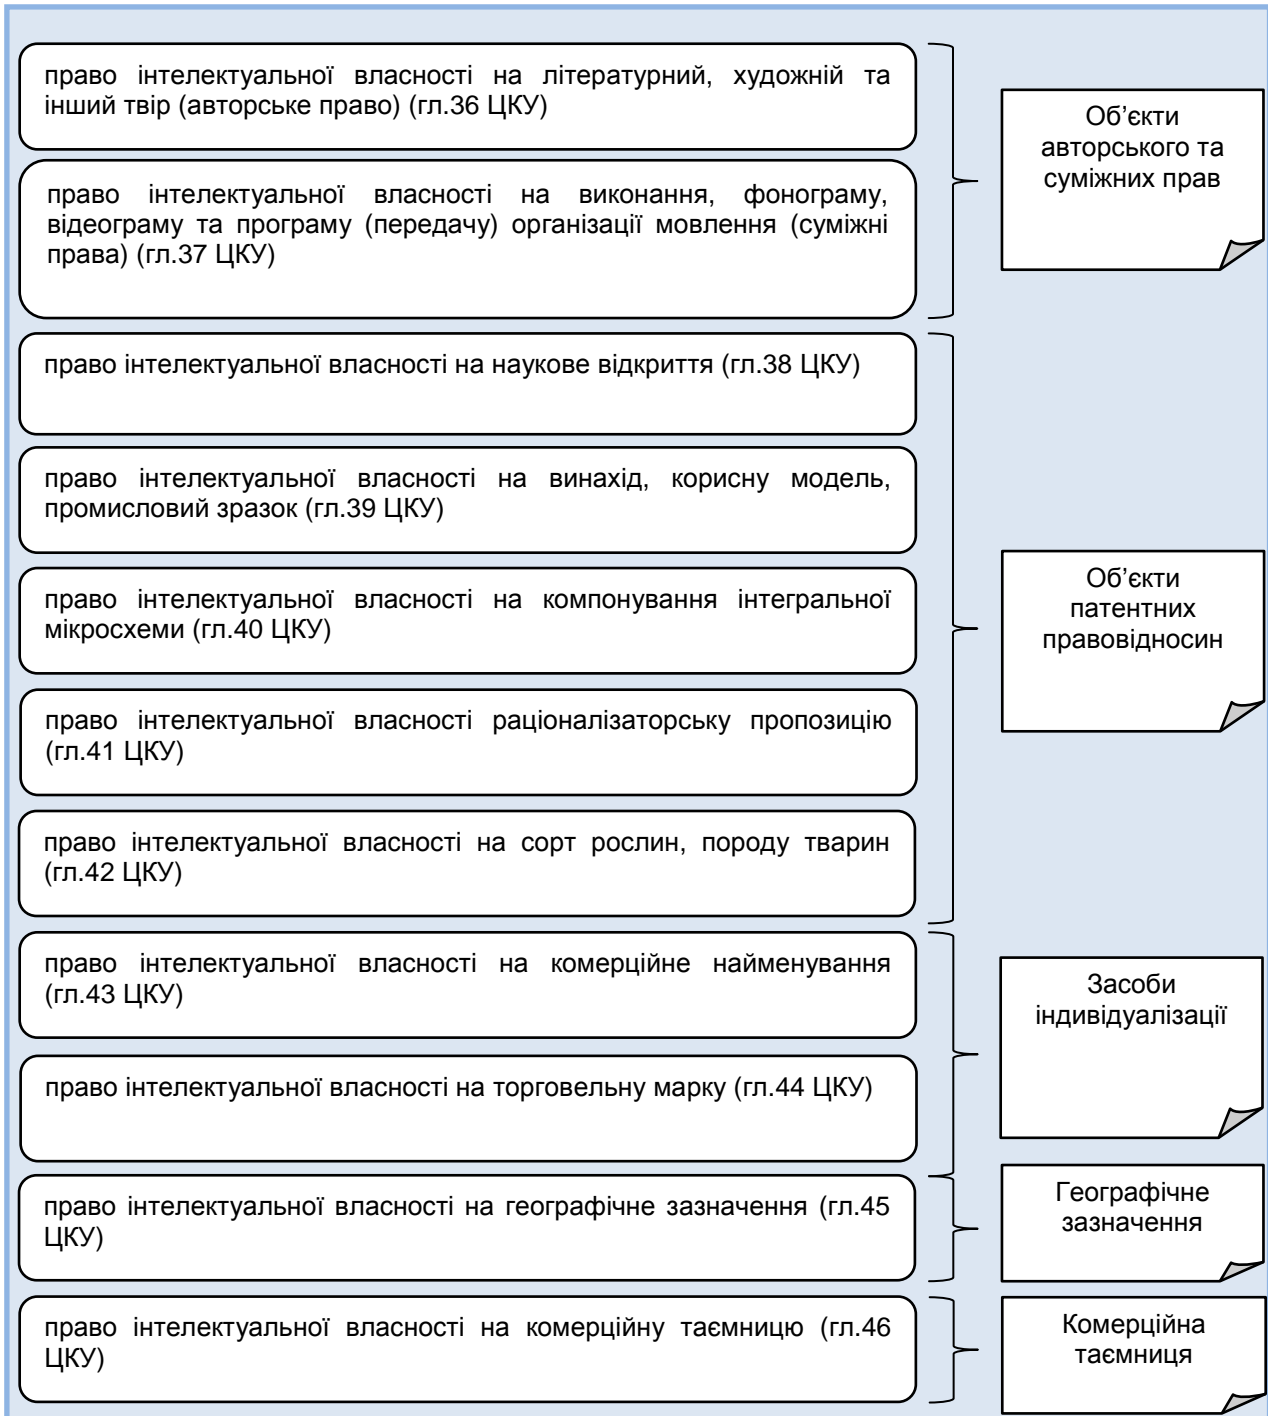 право інтелектуальної власності на літературний, художній та
інший твір (авторське право) (гл.36 ЦКУ)
право інтелектуальної власності на виконання, фонограму,
відеограму та програму (передачу) організації мовлення (суміжні
права) (гл.37 ЦКУ)
Об’єкти
авторського та
суміжних прав
право інтелектуальної власності на наукове відкриття (гл.38 ЦКУ)
право інтелектуальної власності на винахід, корисну модель,
промисловий зразок (гл.39 ЦКУ)
право інтелектуальної власності на компонування інтегральної
мікросхеми (гл.40 ЦКУ)
право інтелектуальної власності раціоналізаторську пропозицію
(гл.41 ЦКУ)
право інтелектуальної власності на сорт рослин, породу тварин
(гл.42 ЦКУ)
Об’єкти
патентних
правовідносин
право інтелектуальної власності на комерційне найменування
(гл.43 ЦКУ)
право інтелектуальної власності на торговельну марку (гл.44 ЦКУ)
Засоби
індивідуалізації
право інтелектуальної власності на географічне зазначення (гл.45
ЦКУ)
Географічне
зазначення
право інтелектуальної власності на комерційну таємницю (гл.46
ЦКУ)
Комерційна
таємниця